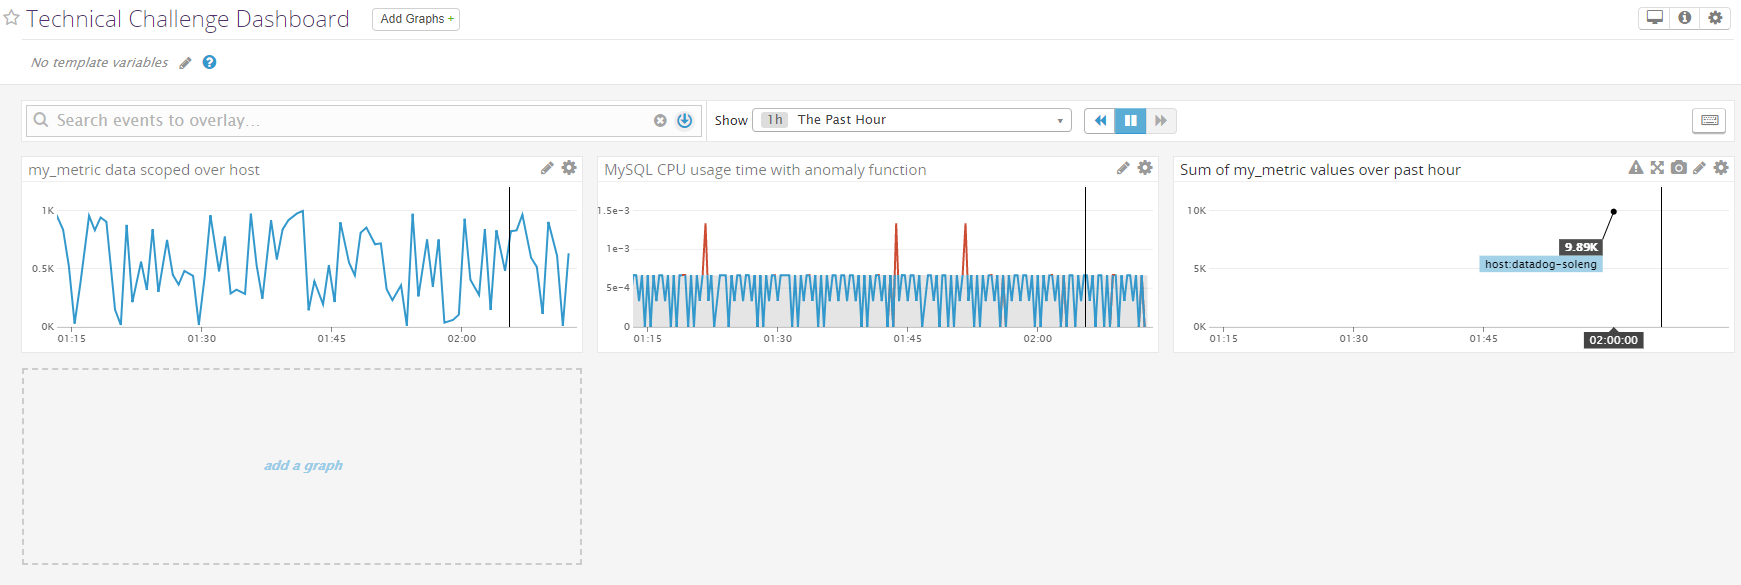 Technical Challenge Dashboard
Add Graphs +
No template variables
?
Search events to overlay...
Show
1h The Past Hour
my_metric data scoped over host
1K
0.5K
0K
01:15 01:30 01:45 02:00
MySQL CPU usage time with anomaly function
1.5e-3
1e-3
5e-4
0
01:15 01:30 01:45 02:00
Sum of my_metric values over past hour
10K
5K
0K
9.89K
host:datadog-soleng
01:15 01:30 01:45 02:00:00
add a graph